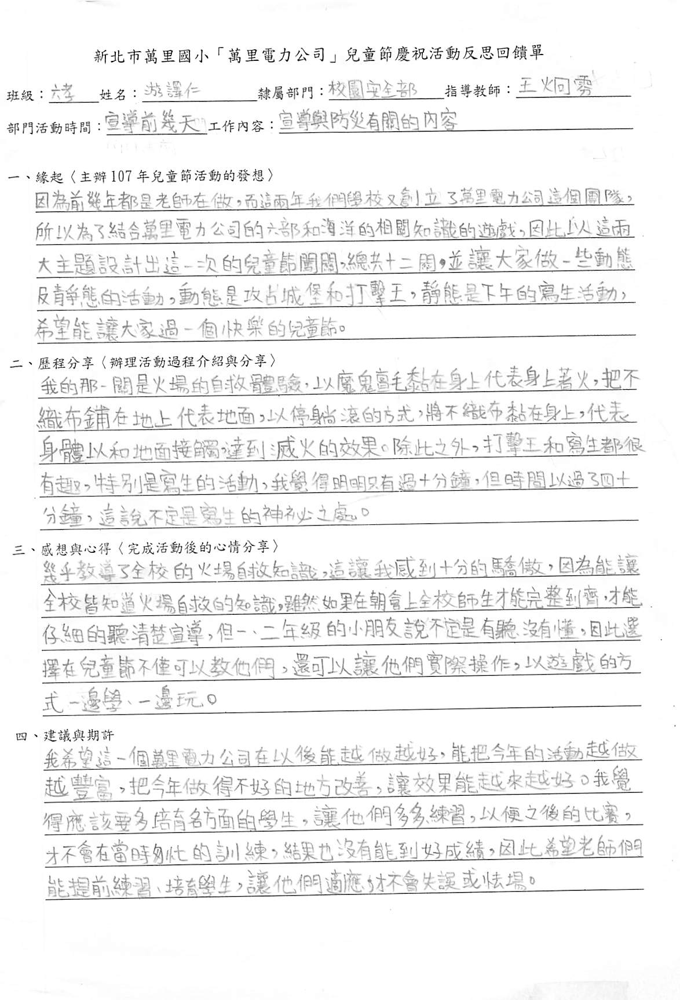 新北市萬里國小「萬里電力公司」兒童節慶祝活動反思回饋單
班級：六孝 姓名：游譯仁 隸屬部門：校園安全部 指導教師：王炯雰
部門活動時間：宣導前幾天 工作內容：宣導與防災有關的內容
一、緣起〈主辦107年兒童節活動的發想〉
因為前幾年都是老師在做，而這兩年我們學校又創立了萬里電力公司這個團隊，
所以為了結合萬里電力公司的六部和海洋的相關知識的遊戲，因此以這兩
大主題設計出這一次的兒童節闖關，總共十二關，並讓大家做一些動態
及靜態的活動，動態是攻占城堡和打擊王，靜態是下午的寫生活動，
希望能讓大家過一個快樂的兒童節。
二、歷程分享〈辦理活動過程介紹與分享〉
我的那一關是火場的自救體驗，以魔鬼氈毛黏在身上代表身上著火，把不
織布鋪在地上代表地面，以停躺滾的方式，將不織布黏在身上，代表
身體以和地面接觸，達到滅火的效果。除此之外，打擊王和寫生都很
有趣，特別是寫生的活動，我覺得明明只有過十分鐘，但時間以過了四十
分鐘，這說不定是寫生的神祕之處。
三、感想與心得〈完成活動後的心情分享〉
幾乎教導了全校的火場自救知識，這讓我感到十分的驕傲，因為能讓
全校皆知道火場自救的知識，雖然如果在朝會上全校師生才能完整到齊，才能
仔細的聽清楚宣導，但一、二年級的小朋友說不定是有聽沒有懂，因此選
擇在兒童節不僅可以教他們，還可以讓他們實際操作，以遊戲的方
式一邊學、一邊玩。
四、建議與期許
我希望這一個萬里電力公司在以後能越做越好，能把今年的活動越做
越豐富，把今年做得不好的地方改善，讓效果能越來越好。我覺
得應該要多培育各方面的學生，讓他們多多練習，以便之後的比賽，
才不會在當時匆忙的訓練，結果也沒有能到好成績，因此希望老師們
能提前練習、培育學生，讓他們適應，才不會失誤或怯場。